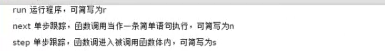 run 运行程序，可简写为r
next 单步跟踪，函数调用当作一条简单语句执行，可简写为n
step 单步跟踪，函数调进入被调用函数体内，可简写为s